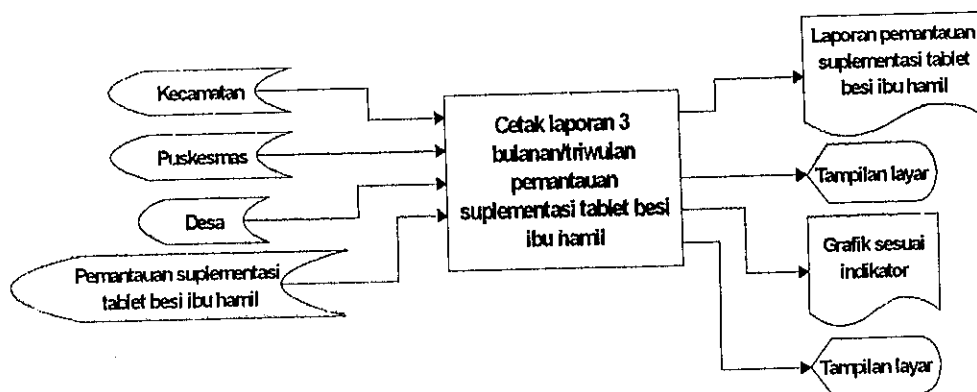 Kecamatan
Puskesmas
Desa
Pemantauan suplementasi
tablet besi ibu hamil
Cetak laporan 3
bulanan/triwulan
pemantauan
suplementasi tablet besi
ibu hamil
Laporan pemantauan
suplementasi tablet
besi ibu hamil
Tampilan layar
Grafik sesuai
indikator
Tampilan layar